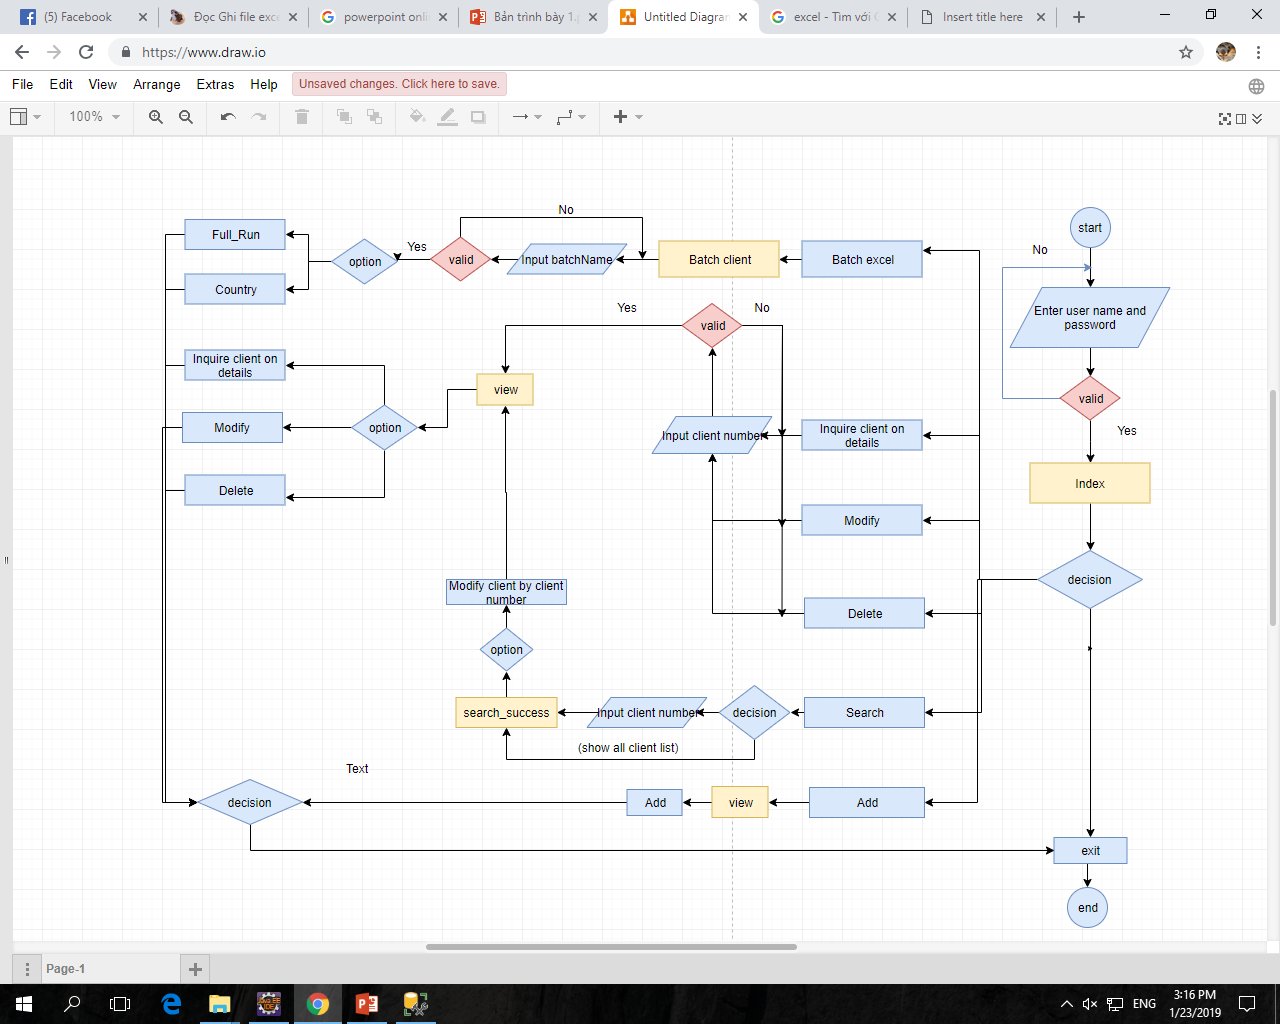 (5) Facebook
Đọc Ghi file exce
powerpoint onli
Bản trình bày 1.p
Untitled Diagram
excel - Tìm với G
Insert title here
https://www.draw.io
File Edit View Arrange Extras Help Unsaved changes. Click here to save.
100%
No
Full_Run
start
Yes
No
option
valid
Input batchName
Batch client
Batch excel
Country
Yes
No
Enter user name and
password
valid
Inquire client on
details
view
valid
Yes
Modify
option
Input client number
Inquire client on
details
Index
Delete
Modify
decision
Modify client by client
number
Delete
option
search_success
Input client number
decision
Search
(show all client list)
Text
decision
Add
view
Add
exit
end
Page-1
ENG
3:16 PM
1/23/2019